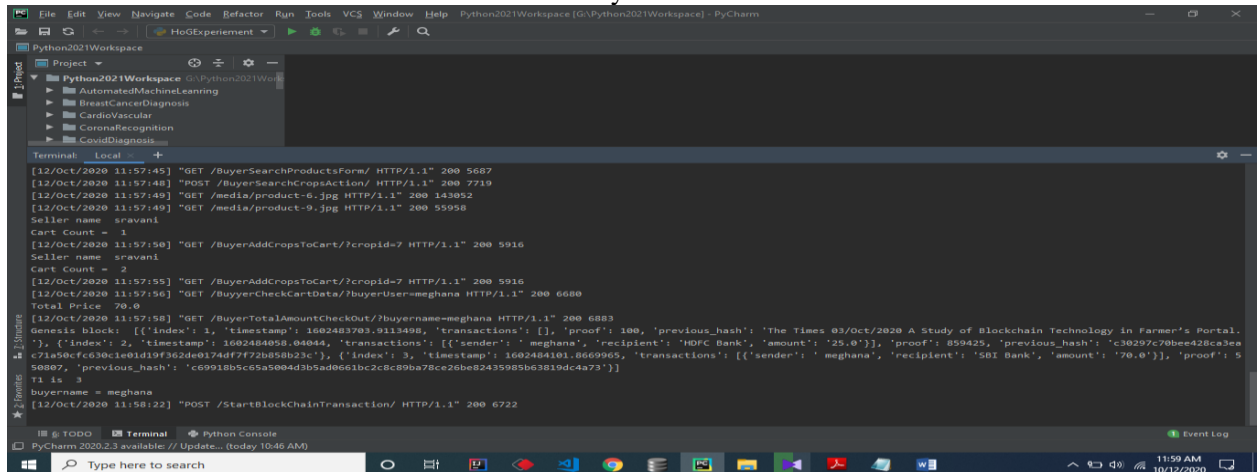 File Edit View Navigate Code Refactor Run Tools VCS Window Help Python2021Workspace [G:\Python2021Workspace] - PyCharm
HoGExperiement
Python2021Workspace
1: Project
Project
Python2021Workspace G:\Python2021Work
AutomatedMachineLeanring
BreastCancerDiagnosis
CardioVascular
CoronaRecognition
CovidDiagnosis
Terminal: Local +
[12/Oct/2020 11:57:45] "GET /BuyerSearchProductsForm/ HTTP/1.1" 200 5687
[12/Oct/2020 11:57:48] "POST /BuyerSearchCropsAction/ HTTP/1.1" 200 7719
[12/Oct/2020 11:57:49] "GET /media/product-6.jpg HTTP/1.1" 200 143052
[12/Oct/2020 11:57:49] "GET /media/product-9.jpg HTTP/1.1" 200 55958
Seller name sravani
Cart Count = 1
[12/Oct/2020 11:57:50] "GET /BuyerAddCropsToCart/?cropid=7 HTTP/1.1" 200 5916
Seller name sravani
Cart Count = 2
[12/Oct/2020 11:57:55] "GET /BuyerAddCropsToCart/?cropid=7 HTTP/1.1" 200 5916
[12/Oct/2020 11:57:56] "GET /BuyyerCheckCartData/?buyerUser=meghana HTTP/1.1" 200 6680
Total Price 70.0
[12/Oct/2020 11:57:58] "GET /BuyerTotalAmountCheckOut/?buyername=meghana HTTP/1.1" 200 6883
Genesis block: [{'index': 1, 'timestamp': 1602483703.9113498, 'transactions': [], 'proof': 100, 'previous_hash': 'The Times 03/Oct/2020 A Study of Blockchain Technology in Farmer's Portal.
'}, {'index': 2, 'timestamp': 1602484058.04044, 'transactions': [{'sender': ' meghana', 'recipient': 'HDFC Bank', 'amount': '25.0'}], 'proof': 859425, 'previous_hash': 'c30297c70bee428ca3ea
c71a50cfc630c1e01d19f362de0174df7f72b858b23c'}, {'index': 3, 'timestamp': 1602484101.8669965, 'transactions': [{'sender': ' meghana', 'recipient': 'SBI Bank', 'amount': '70.0'}], 'proof': 5
50807, 'previous_hash': 'c69918b5c65a5004d3b5ad0661bc2c8c89ba78ce26be82435985b63819dc4a73'}]
T1 is 3
buyername = meghana
[12/Oct/2020 11:58:22] "POST /StartBlockChainTransaction/ HTTP/1.1" 200 6722
Z: Structure
2: Favorites
6: TODO Terminal Python Console Event Log
PyCharm 2020.2.3 available: // Update... (today 10:46 AM)
Type here to search
11:59 AM
10/12/2020